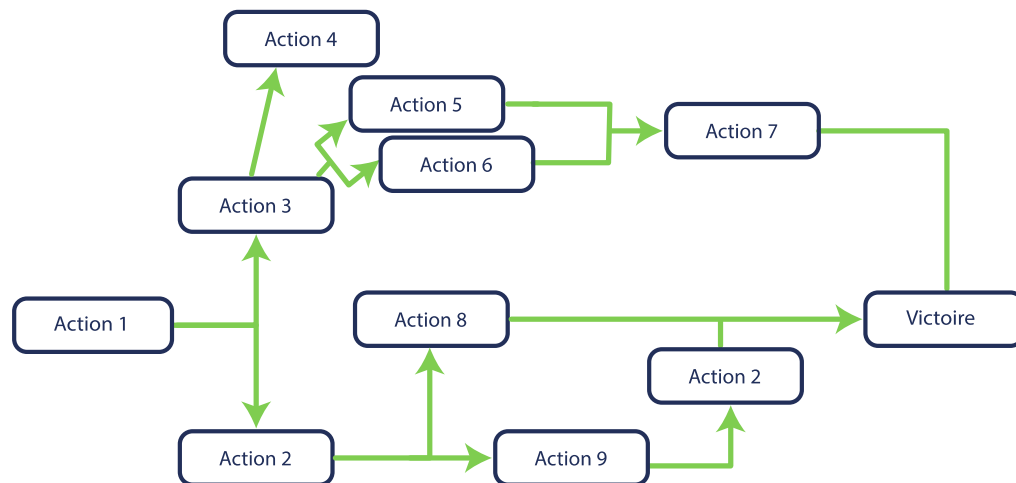 Action 4
Action 5
Action 7
Action 6
Action 3
Action 1
Action 8
Victoire
Action 2
Action 2
Action 9